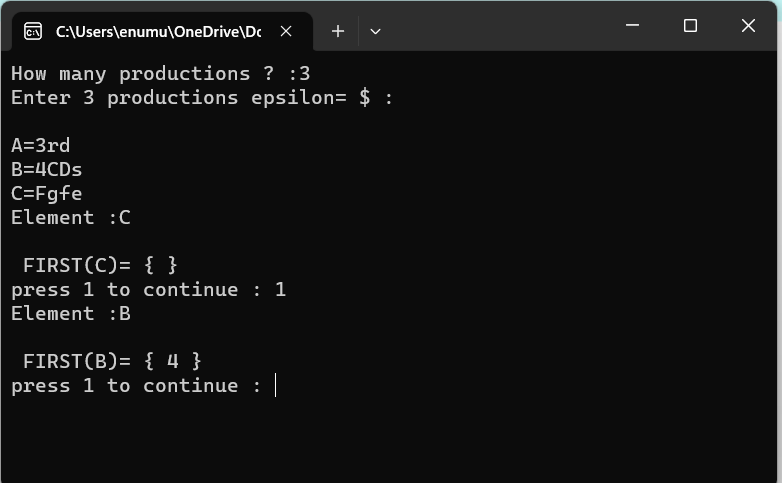 C:\Users\enumu\OneDrive\Dc
How many productions ? :3
Enter 3 productions epsilon= $ :
A=3rd
B=4CDs
C=Fgfe
Element :C
FIRST(C)= { }
press 1 to continue : 1
Element :B
FIRST(B)= { 4 }
press 1 to continue :